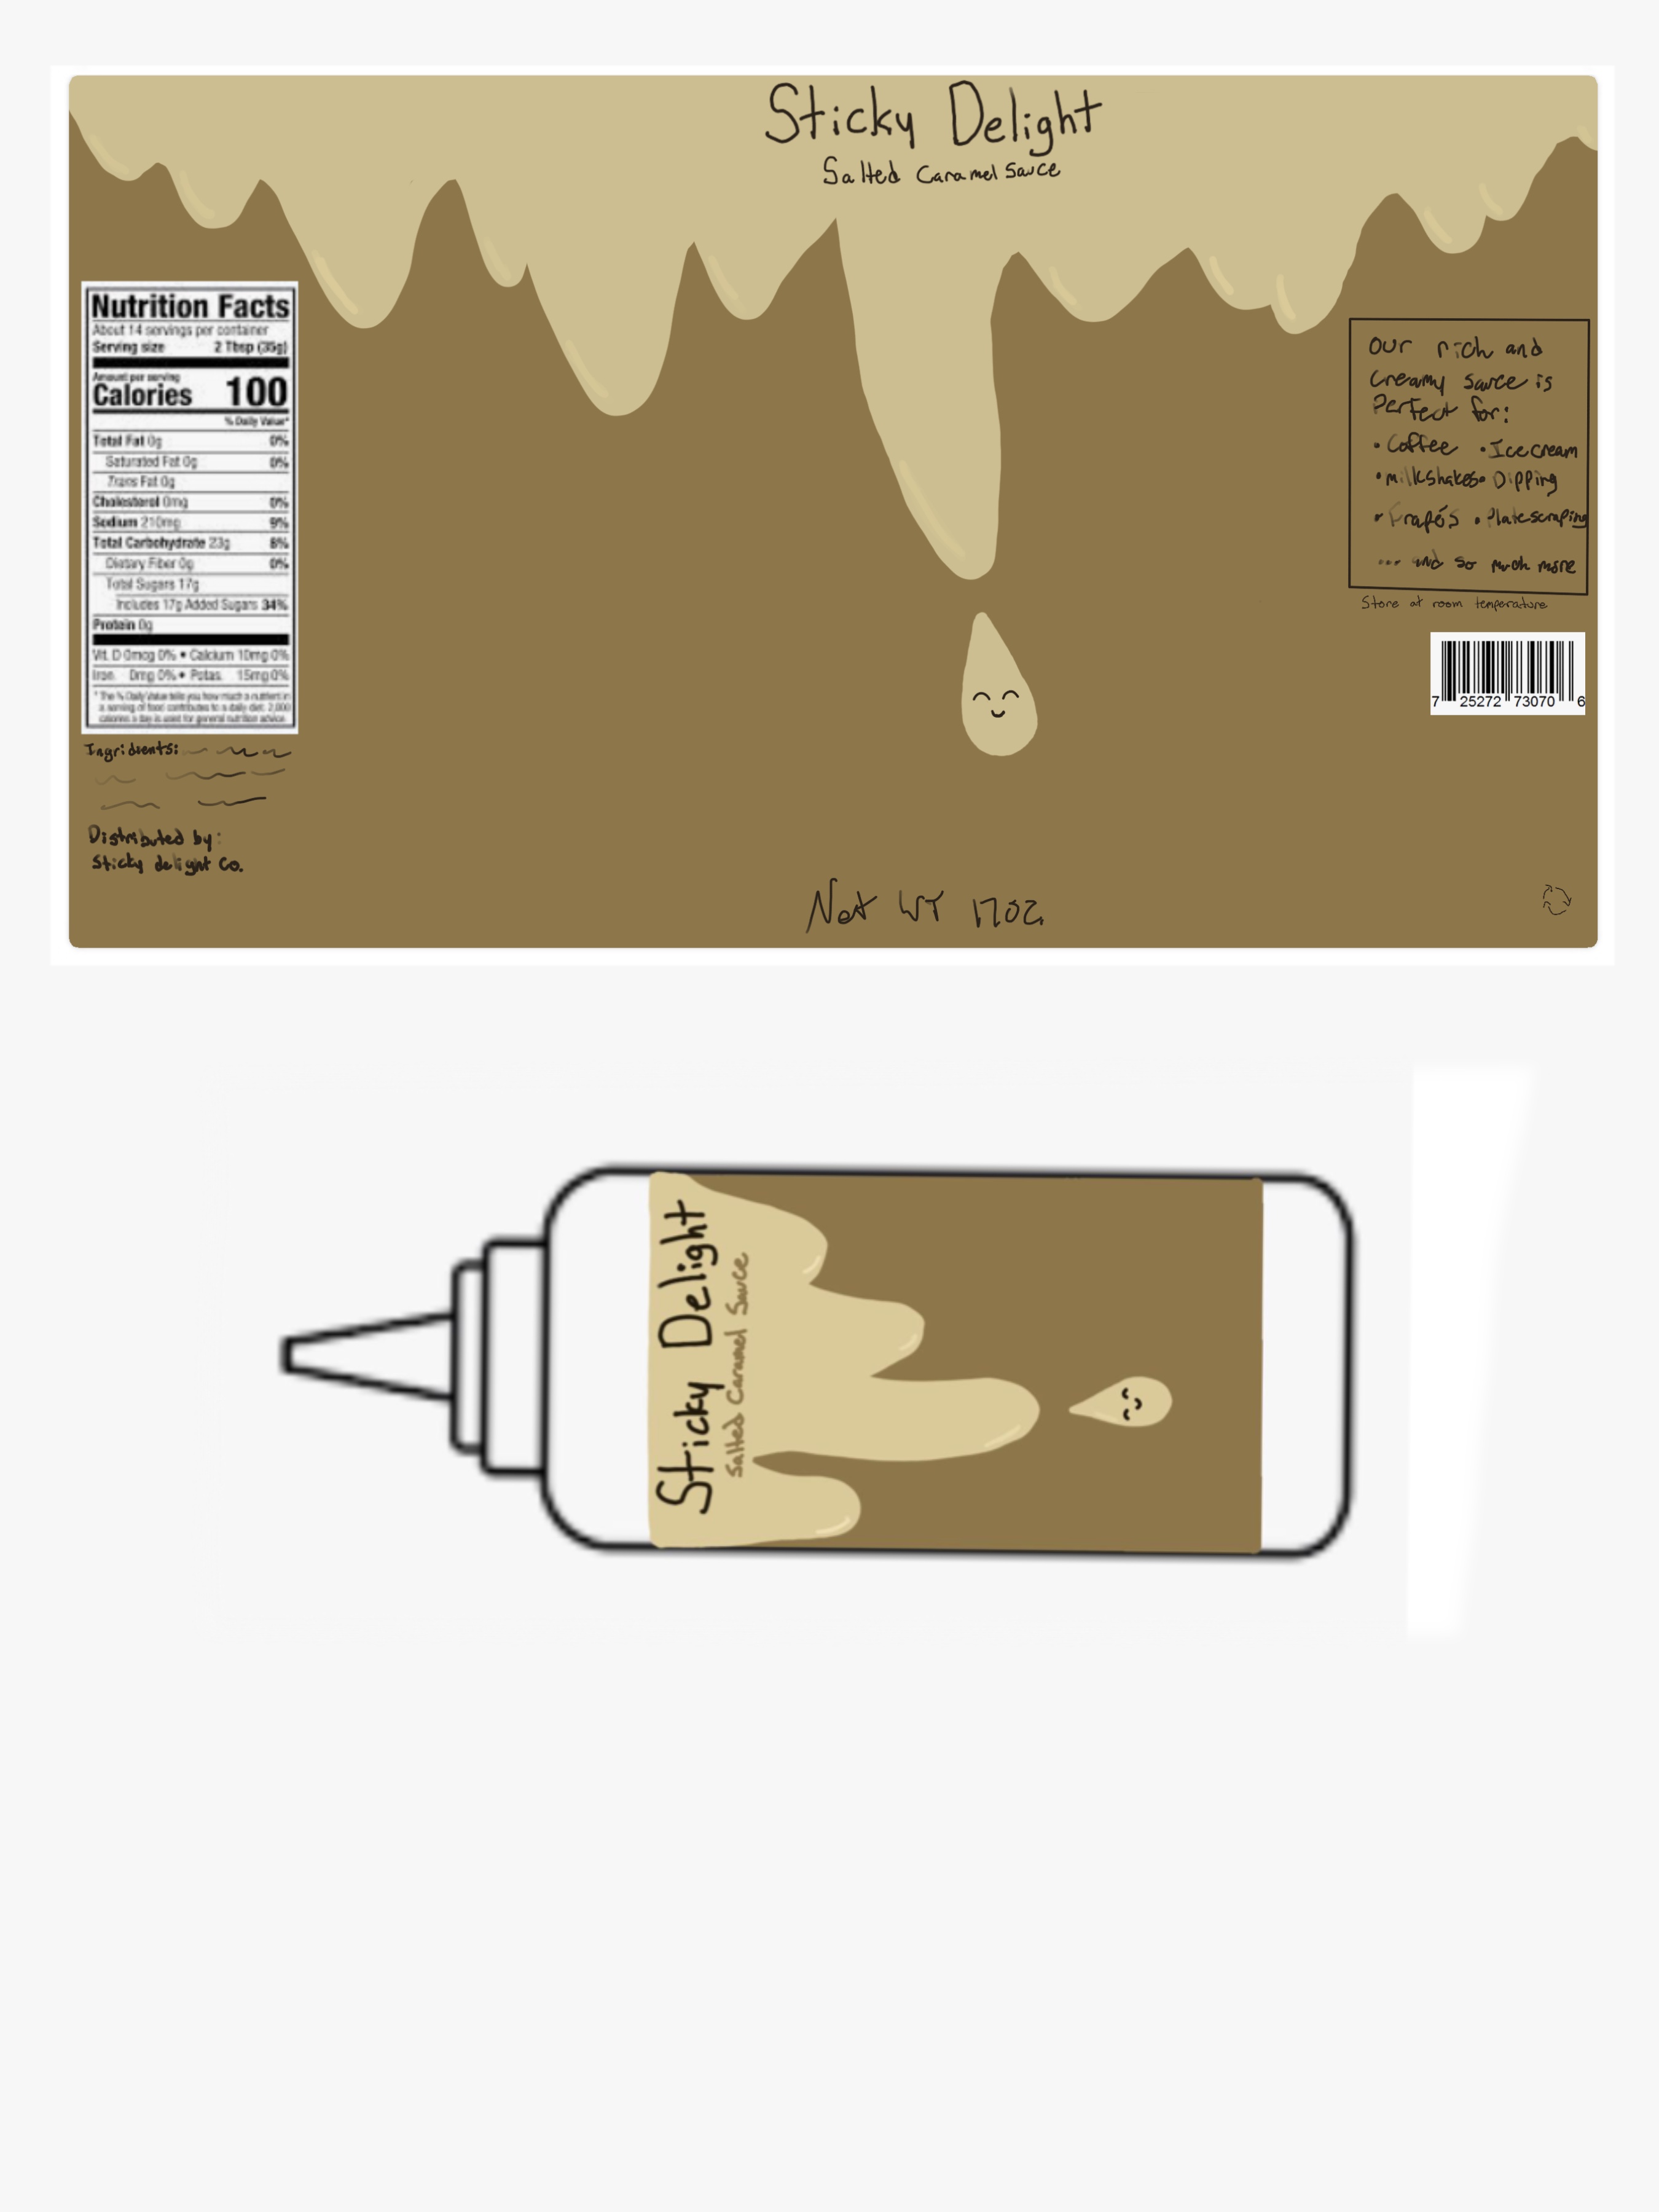 Sticky Delight
Salted Caramel Sauce
Nutrition Facts
About 14 servings per container
Serving size 2 Tbsp (35g)
Amount per serving
Calories 100
% Daily Value*
Total Fat 0g 0%
Saturated Fat 0g 0%
Trans Fat 0g
Cholesterol 0mg 0%
Sodium 210mg 9%
Total Carbohydrate 23g 8%
Dietary Fiber 0g 0%
Total Sugars 17g
Includes 17g Added Sugars 34%
Protein 0g
Vit. D 0mcg 0% • Calcium 10mg 0%
Iron 0mg 0% • Potas. 15mg 0%
* The % Daily Value tells you how much a nutrient in
a serving of food contributes to a daily diet. 2,000
calories a day is used for general nutrition advice.
Ingridients:
Distributed by:
Sticky delight Co.
Our rich and
Creamy sauce is
Perfect for:
• Coffee • Ice cream
• Milkshakes • Dipping
• Frapés • Plate scraping
... and so much more
Store at room temperature
7 25272 73070 6
Net WT 17oz.
Sticky Delight
Salted Caramel Sauce